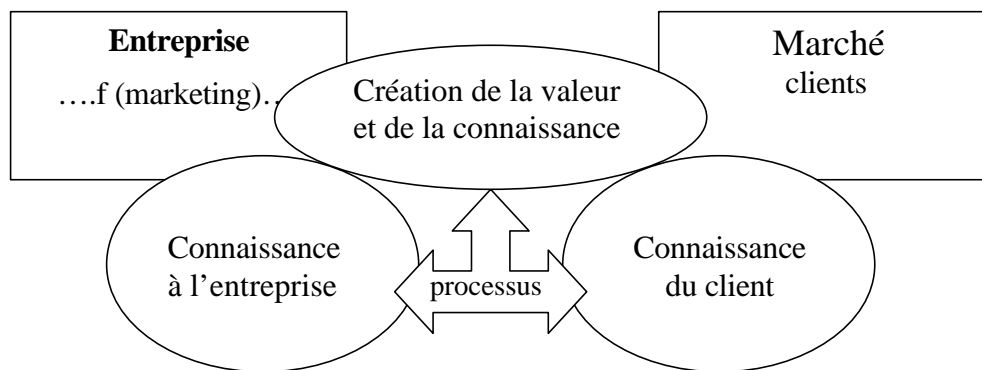 Entreprise
….f (marketing)…
Création de la valeur
et de la connaissance
Marché
clients
Connaissance
à l’entreprise
processus
Connaissance
du client